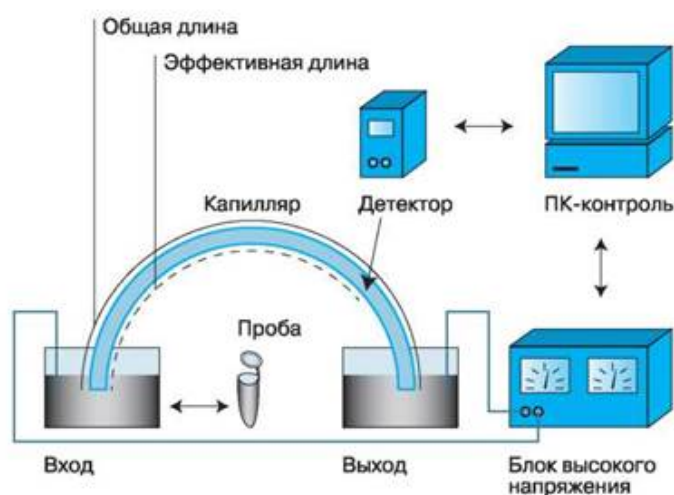 Общая длина
Эффективная длина
Капилляр
Детектор
ПК-контроль
Проба
Вход
Выход
Блок высокого
напряжения